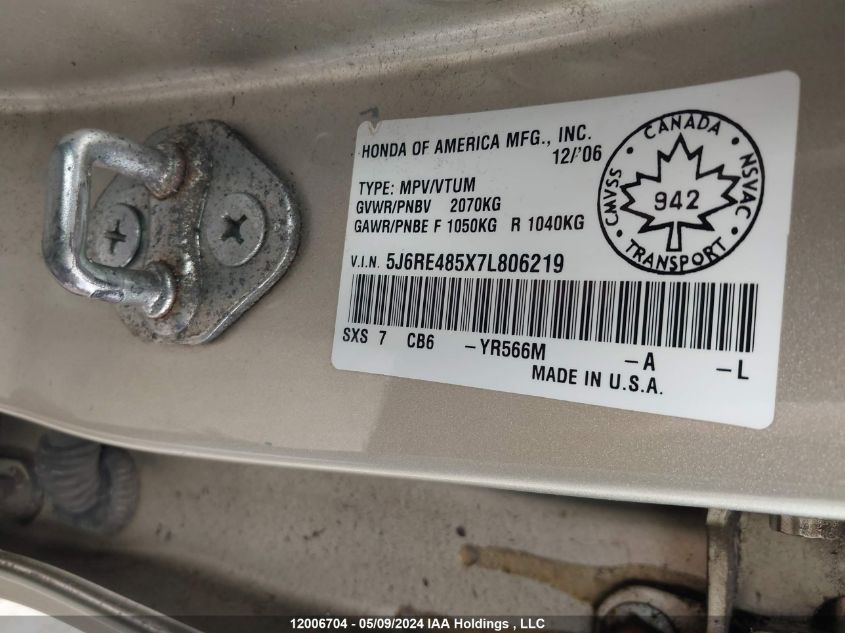 HONDA OF AMERICA MFG., INC.
12/'06
TYPE: MPV/VTUM
GVWR/PNBV 2070KG
GAWR/PNBE F 1050KG R 1040KG
V.I.N. 5J6RE485X7L806219
SXS 7 CB6 -YR566M -A -L
MADE IN U.S.A.
CANADA
CMVSS
942
NSVAC
TRANSPORT
12006704 - 05/09/2024 IAA Holdings , LLC